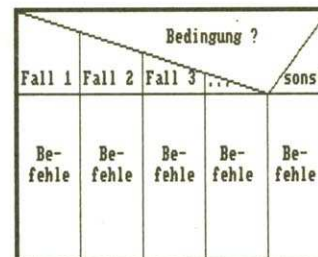 Bedingung ?
Fall 1 Fall 2 Fall 3 ... sons
Be- Be- Be- Be- Be-
fehle fehle fehle fehle fehle